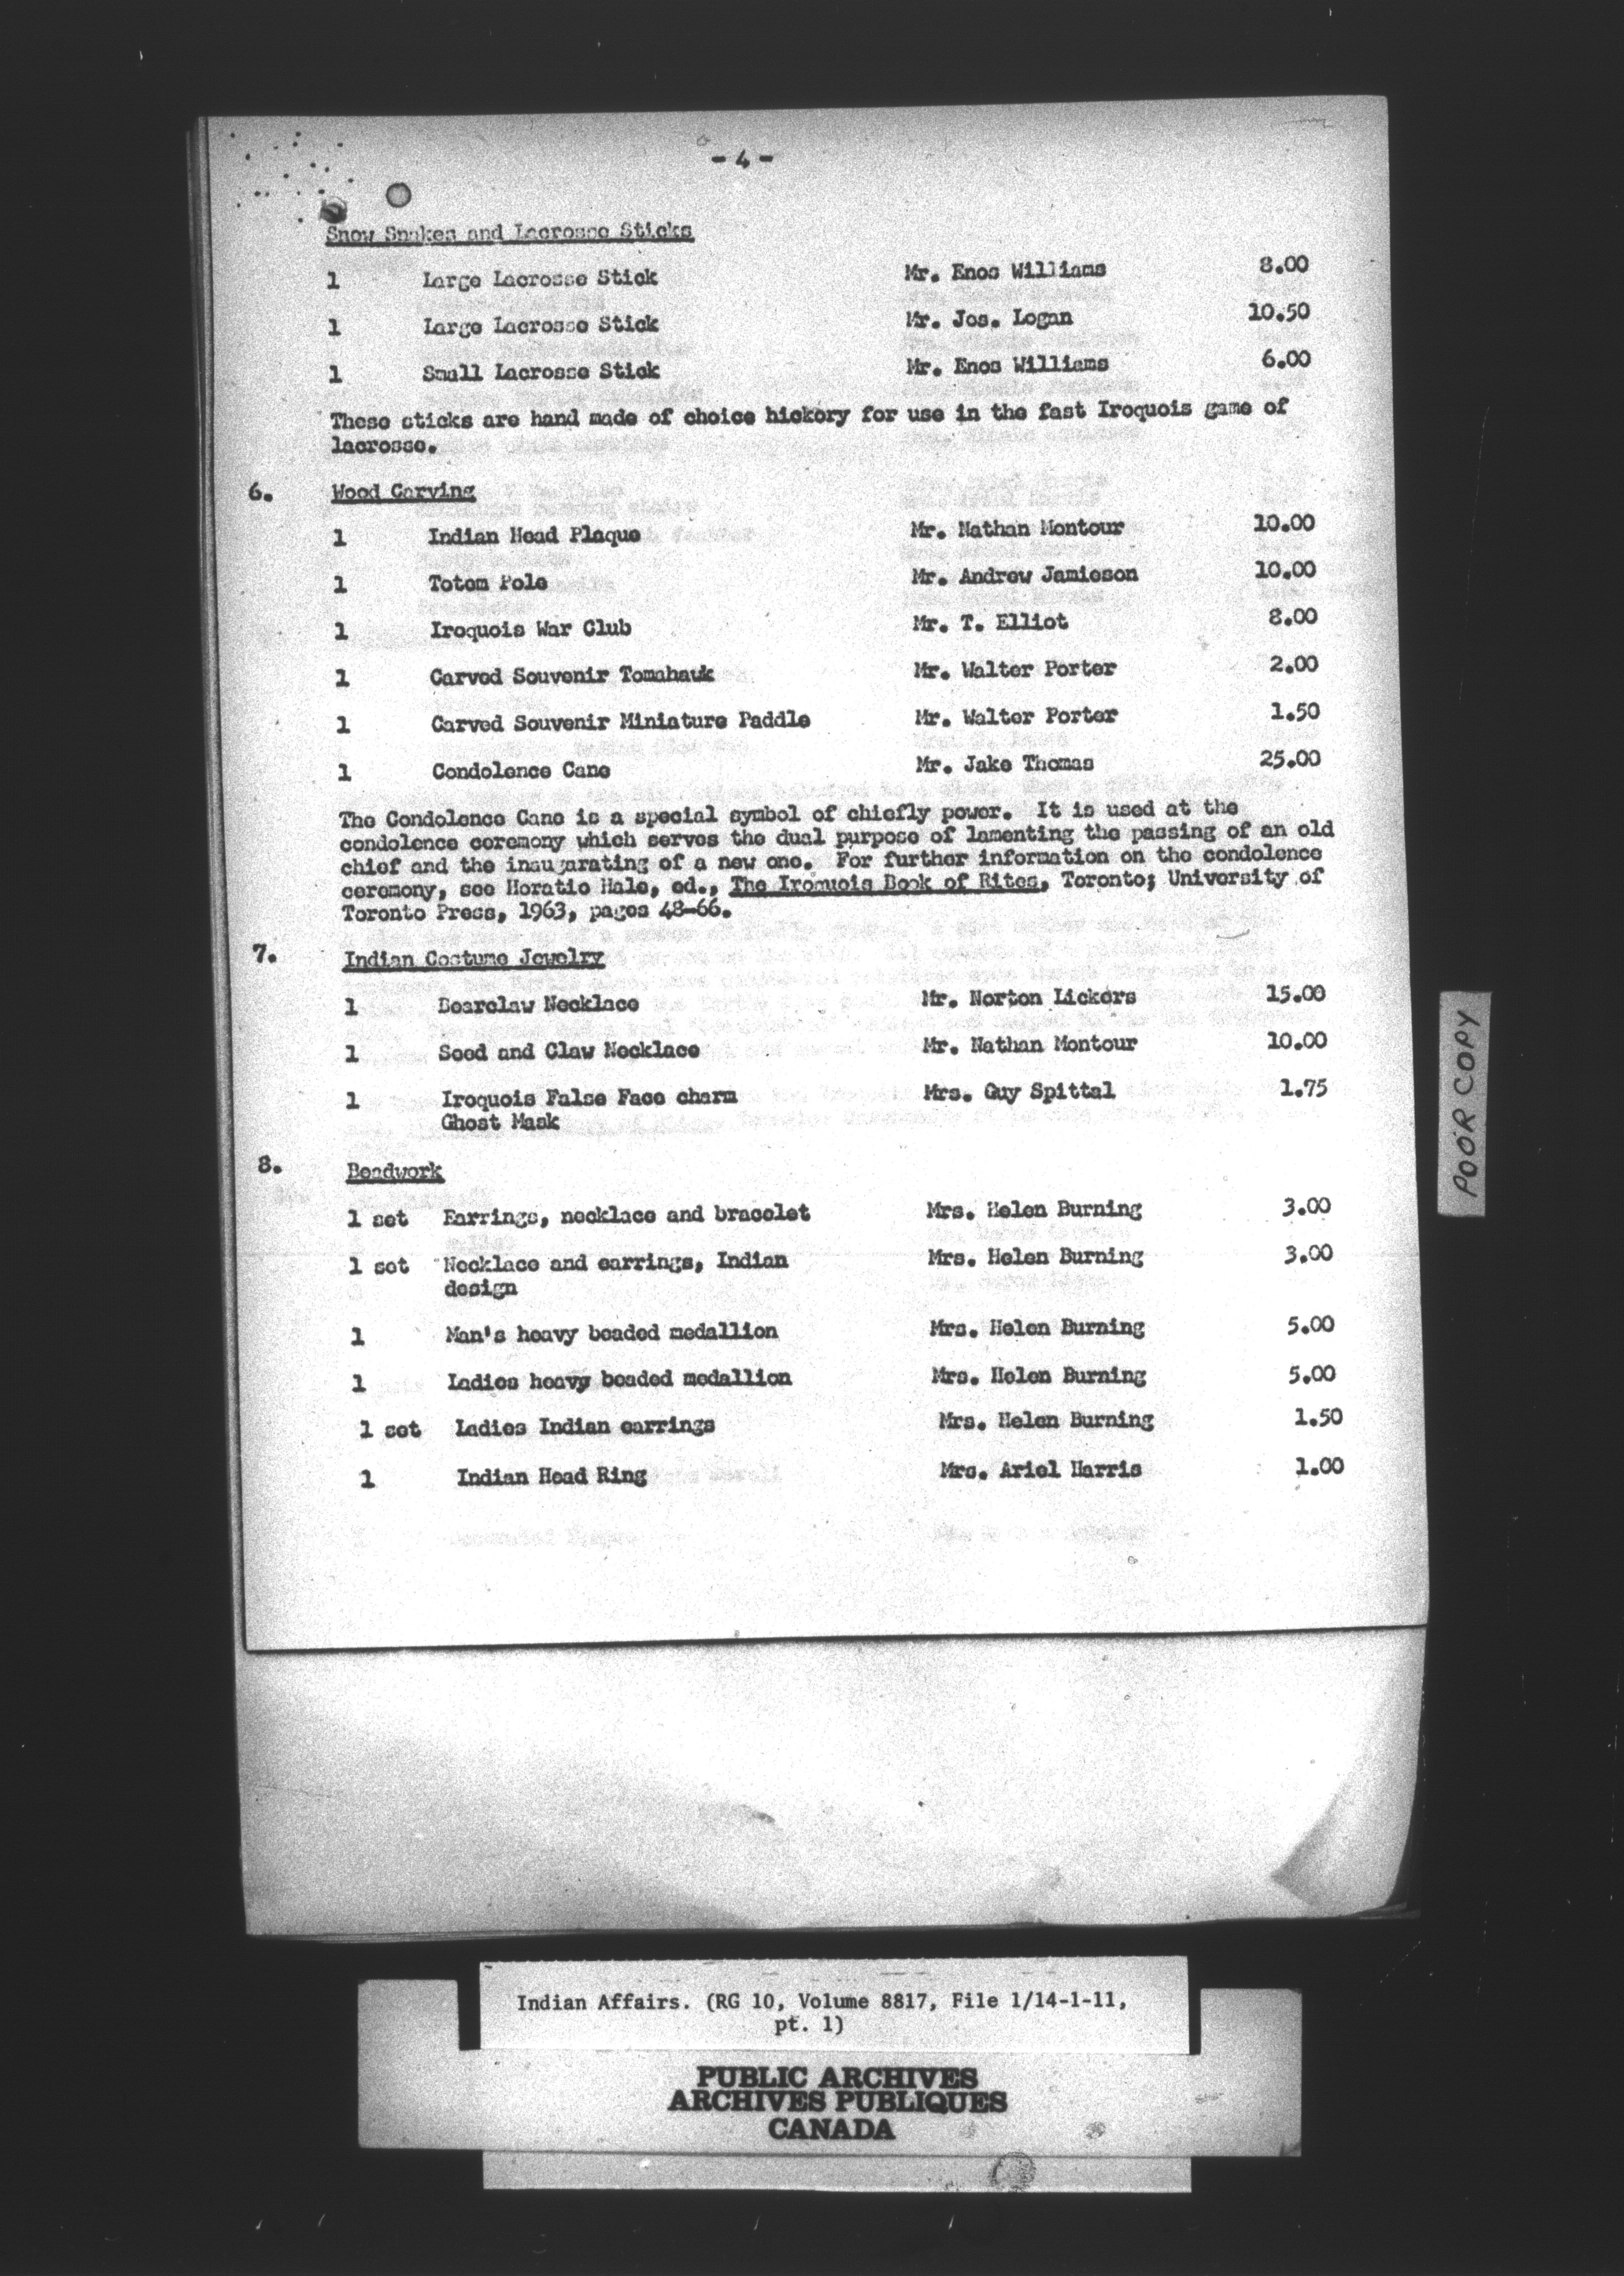 - 4 -
Snow Snakes and Lacrosse Sticks
1 Large Lacrosse Stick Mr. Enos Williams 8.00
1 Large Lacrosse Stick Mr. Jos. Logan 10.50
1 Small Lacrosse Stick Mr. Enos Williams 6.00
These sticks are hand made of choice hickory for use in the fast Iroquois game of
lacrosse.
6. Wood Carving
1 Indian Head Plaque Mr. Nathan Montour 10.00
1 Totem Pole Mr. Andrew Jamieson 10.00
1 Iroquois War Club Mr. T. Elliot 8.00
1 Carved Souvenir Tomahauk Mr. Walter Porter 2.00
1 Carved Souvenir Miniature Paddle Mr. Walter Porter 1.50
1 Condolence Cane Mr. Jake Thomas 25.00
The Condolence Cane is a special symbol of chiefly power. It is used at the
condolence ceremony which serves the dual purpose of lamenting the passing of an old
chief and the inaugarating of a new one. For further information on the condolence
ceremony, see Horatio Hale, ed., The Iroquois Book of Rites, Toronto; University of
Toronto Press, 1963, pages 48-66.
7. Indian Costume Jewelry
1 Bearclaw Necklace Mr. Norton Lickers 15.00
1 Seed and Claw Necklace Mr. Nathan Montour 10.00
1 Iroquois False Face charm Mrs. Guy Spittal 1.75
Ghost Mask
8. Beadwork
1 set Earrings, necklace and bracelet Mrs. Helen Burning 3.00
1 set Necklace and earrings, Indian Mrs. Helen Burning 3.00
design
1 Man's heavy beaded medallion Mrs. Helen Burning 5.00
1 Ladies heavy beaded medallion Mrs. Helen Burning 5.00
1 set Ladies Indian earrings Mrs. Helen Burning 1.50
1 Indian Head Ring Mrs. Ariel Harris 1.00
POOR COPY
Indian Affairs. (RG 10, Volume 8817, File 1/14-1-11,
pt. 1)
PUBLIC ARCHIVES
ARCHIVES PUBLIQUES
CANADA